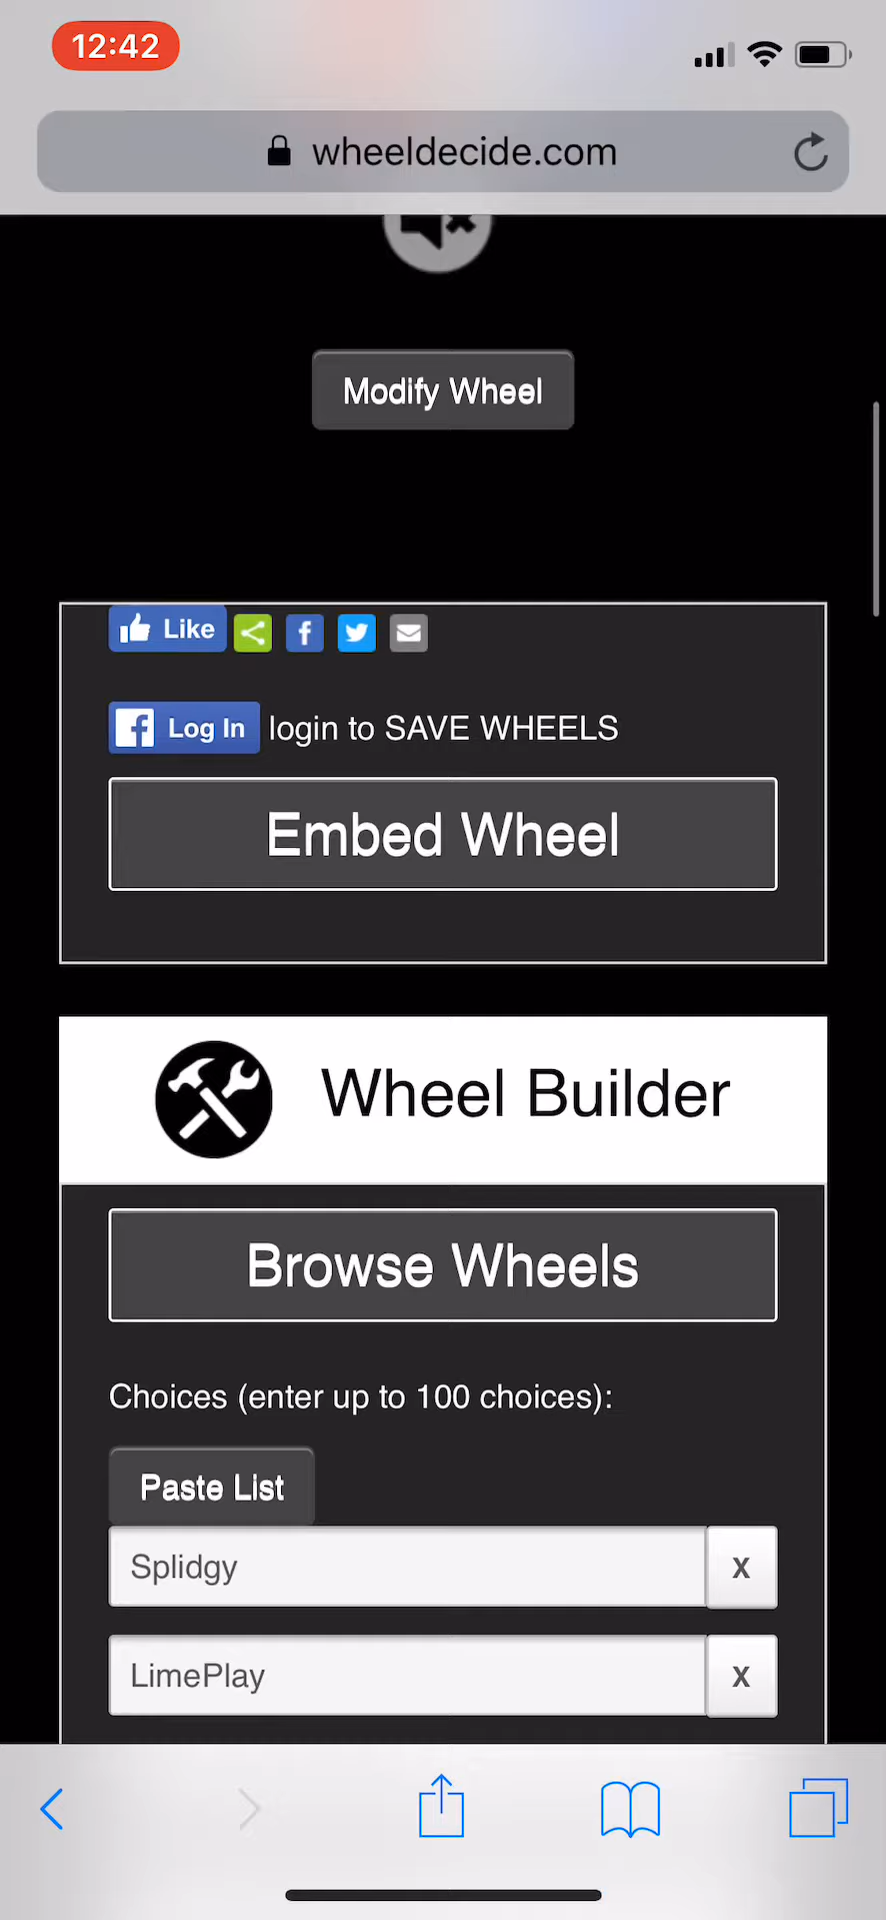 12:42
wheeldecide.com
Modify Wheel
Like
Log In login to SAVE WHEELS
Embed Wheel
Wheel Builder
Browse Wheels
Choices (enter up to 100 choices):
Paste List
Splidgy x
LimePlay x